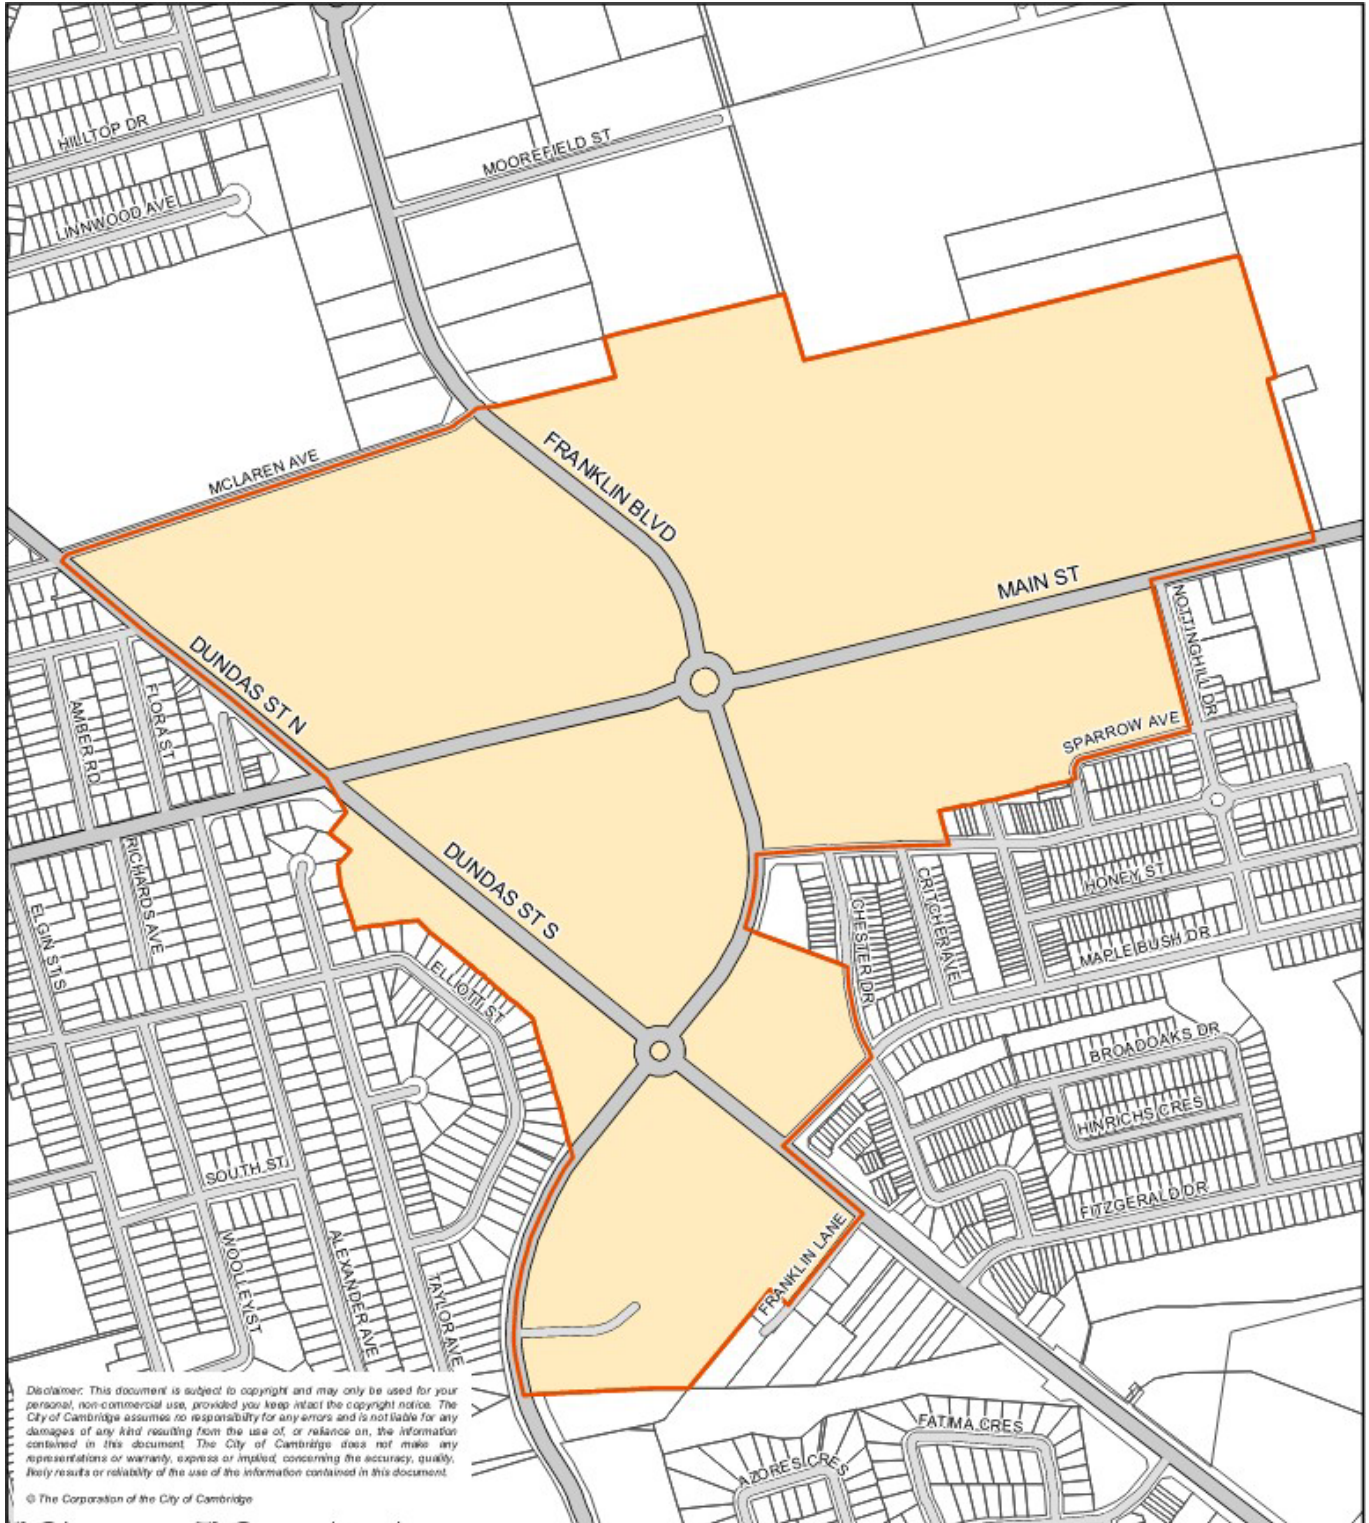 HILLTOP DR
MOOREFIELD ST
LINNWOOD AVE
MCLAREN AVE
FRANKLIN BLVD
MAIN ST
NOTTINGHILL DR
DUNDAS ST N
AMBER RD
FLORA ST
SPARROW AVE
RICHARDS AVE
DUNDAS ST S
ELGIN ST S
CHESTER DR
CRITCHER AVE
HONEY ST
MAPLE BUSH DR
ELLIOTT ST
BROADOAKS DR
HINRICHS CRES
SOUTH ST
FITZGERALD DR
WOOLLEY ST
ALEXANDER AVE
TAYLOR AVE
FRANKLIN LANE
Disclaimer: This document is subject to copyright and may only be used for your
personal, non-commercial use, provided you keep intact the copyright notice. The
City of Cambridge assumes no responsibility for any errors and is not liable for any
damages of any kind resulting from the use of, or reliance on, the information
contained in this document. The City of Cambridge does not make any
representations or warranty, express or implied, concerning the accuracy, quality,
likely results or reliability of the use of the information contained in this document.
© The Corporation of the City of Cambridge
FATIMA CRES
AZORES CRES